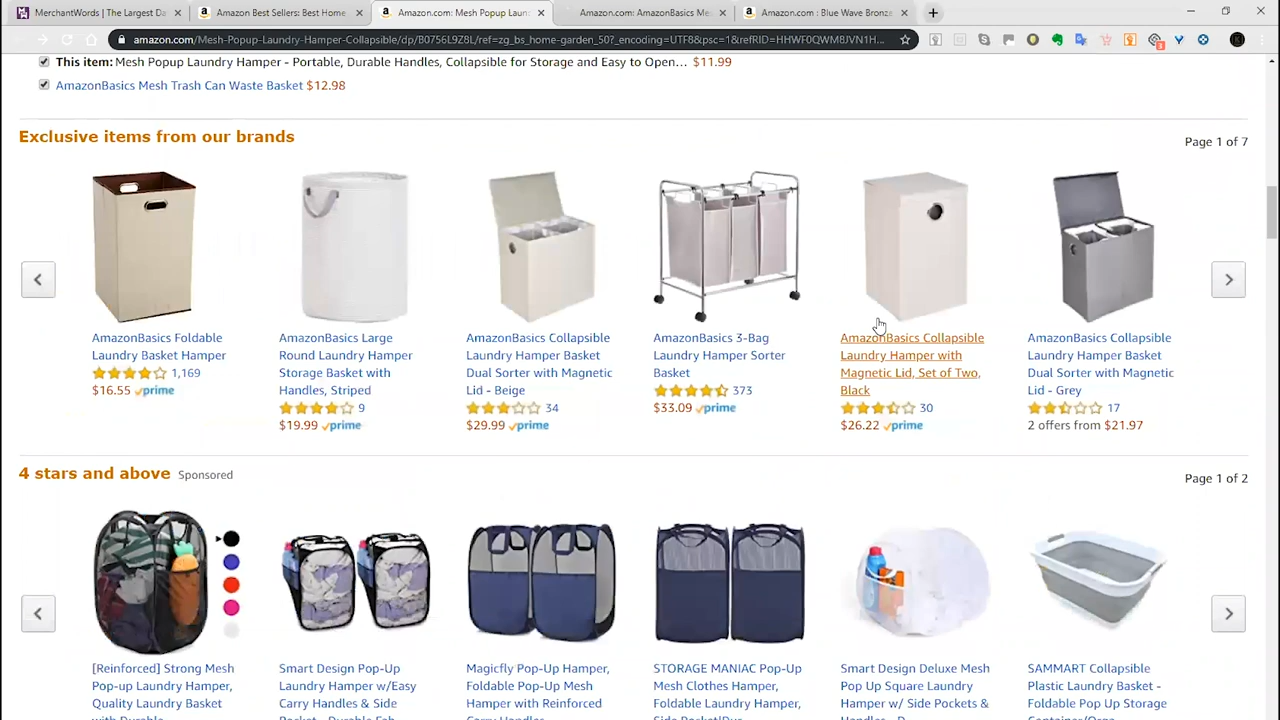 MerchantWords | The Largest Da
Amazon Best Sellers: Best Home
Amazon.com: Mesh Popup Laun
Amazon.com: AmazonBasics Me
Amazon.com : Blue Wave Bronze
amazon.com/Mesh-Popup-Laundry-Hamper-Collapsible/dp/B0756L9Z8L/ref=zg_bs_home-garden_50?_encoding=UTF8&psc=1&refRID=HHWF0QWMBJVN1H...
This item: Mesh Popup Laundry Hamper - Portable, Durable Handles, Collapsible for Storage and Easy to Open... $11.99
AmazonBasics Mesh Trash Can Waste Basket $12.98
Exclusive items from our brands
Page 1 of 7
AmazonBasics Foldable
Laundry Basket Hamper
1,169
$16.55 prime
AmazonBasics Large
Round Laundry Hamper
Storage Basket with
Handles, Striped
9
$19.99 prime
AmazonBasics Collapsible
Laundry Hamper Basket
Dual Sorter with Magnetic
Lid - Beige
34
$29.99 prime
AmazonBasics 3-Bag
Laundry Hamper Sorter
Basket
373
$33.09 prime
AmazonBasics Collapsible
Laundry Hamper with
Magnetic Lid, Set of Two,
Black
30
$26.22 prime
AmazonBasics Collapsible
Laundry Hamper Basket
Dual Sorter with Magnetic
Lid - Grey
17
2 offers from $21.97
4 stars and above Sponsored
Page 1 of 2
[Reinforced] Strong Mesh
Pop-up Laundry Hamper,
Quality Laundry Basket
with Durable
Smart Design Pop-Up
Laundry Hamper w/Easy
Carry Handles & Side
Magicfly Pop-Up Hamper,
Foldable Pop-Up Mesh
Hamper with Reinforced
Carry Handles
STORAGE MANIAC Pop-Up
Mesh Clothes Hamper,
Foldable Laundry Hamper,
Smart Design Deluxe Mesh
Pop Up Square Laundry
Hamper w/ Side Pockets &
SAMMART Collapsible
Plastic Laundry Basket -
Foldable Pop Up Storage